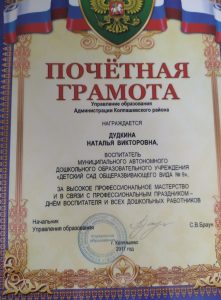 ПОЧЁТНАЯ
ГРАМОТА
Управление образования
Администрации Колпашевского района
НАГРАЖДАЕТСЯ
ДУДКИНА
НАТАЛЬЯ ВИКТОРОВНА,
ВОСПИТАТЕЛЬ
МУНИЦИПАЛЬНОГО АВТОНОМНОГО
ДОШКОЛЬНОГО ОБРАЗОВАТЕЛЬНОГО УЧРЕЖДЕНИЯ
«ДЕТСКИЙ САД ОБЩЕРАЗВИВАЮЩЕГО ВИДА № 9»,
ЗА ВЫСОКОЕ ПРОФЕССИОНАЛЬНОЕ МАСТЕРСТВО
И В СВЯЗИ С ПРОФЕССИОНАЛЬНЫМ ПРАЗДНИКОМ –
ДНЁМ ВОСПИТАТЕЛЯ И ВСЕХ ДОШКОЛЬНЫХ РАБОТНИКОВ
Начальник
Управления образования
С.В.Браун
г. Колпашево
2017 год